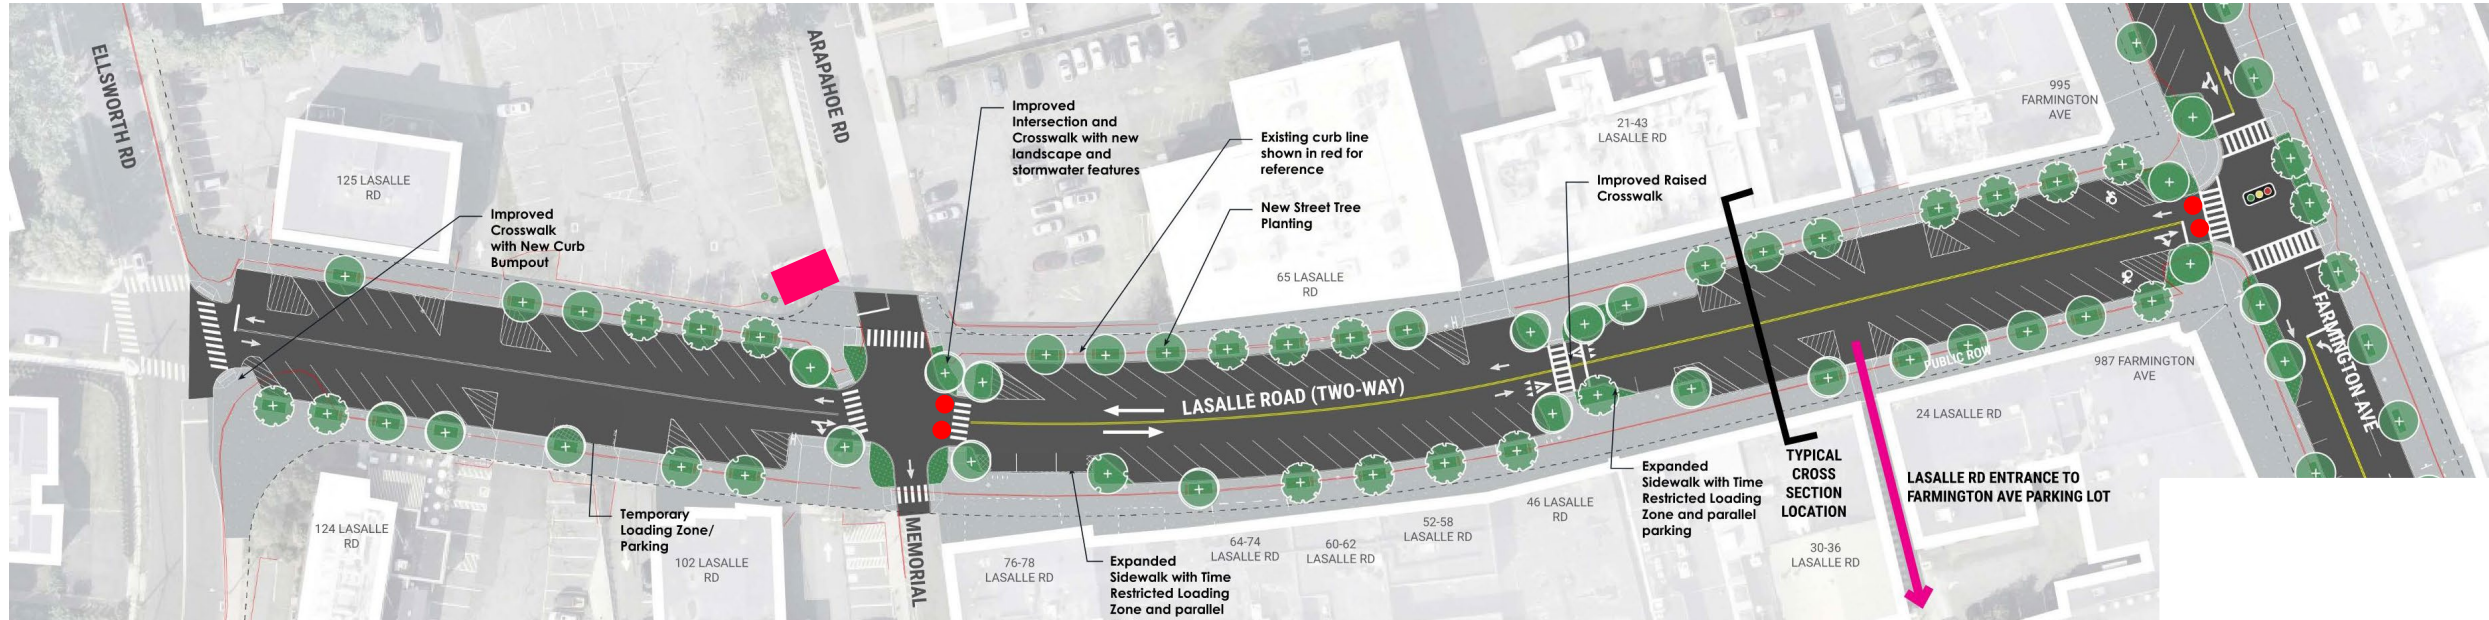 ELLSWORTH RD
125 LASALLE
RD
Improved
Crosswalk
with New Curb
Bumpout
ARAPAHOE RD
Improved
Intersection and
Crosswalk with new
landscape and
stormwater features
Existing curb line
shown in red for
reference
New Street Tree
Planting
65 LASALLE
RD
21-43
LASALLE RD
Improved Raised
Crosswalk
995
FARMINGTON
AVE
LASALLE ROAD (TWO-WAY)
PUBLIC ROW
987 FARMINGTON
AVE
FARMINGTON AVE
FARMINGTON AVE
24 LASALLE RD
TYPICAL
CROSS
SECTION
LOCATION
LASALLE RD ENTRANCE TO
FARMINGTON AVE PARKING LOT
Expanded
Sidewalk with Time
Restricted Loading
Zone and parallel
parking
46 LASALLE
RD
52-58
LASALLE RD
60-62
LASALLE RD
64-74
LASALLE RD
76-78
LASALLE RD
30-36
LASALLE RD
Expanded
Sidewalk with Time
Restricted Loading
Zone and parallel
MEMORIAL
Temporary
Loading Zone/
Parking
102 LASALLE
RD
124 LASALLE
RD